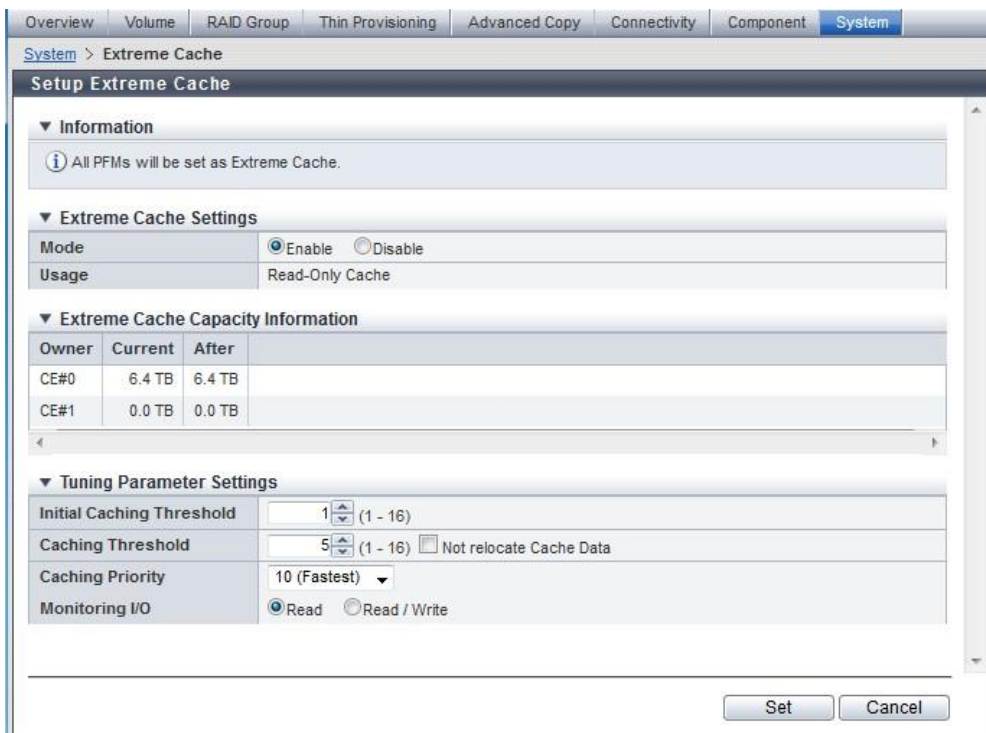 Overview Volume RAID Group Thin Provisioning Advanced Copy Connectivity Component System
System > Extreme Cache
Setup Extreme Cache
▼ Information
i All PFMs will be set as Extreme Cache.
▼ Extreme Cache Settings
Mode Enable Disable
Usage Read-Only Cache
▼ Extreme Cache Capacity Information
Owner Current After
CE#0 6.4 TB 6.4 TB
CE#1 0.0 TB 0.0 TB
▼ Tuning Parameter Settings
Initial Caching Threshold 1 (1 - 16)
Caching Threshold 5 (1 - 16) Not relocate Cache Data
Caching Priority 10 (Fastest)
Monitoring I/O Read Read / Write
Set Cancel